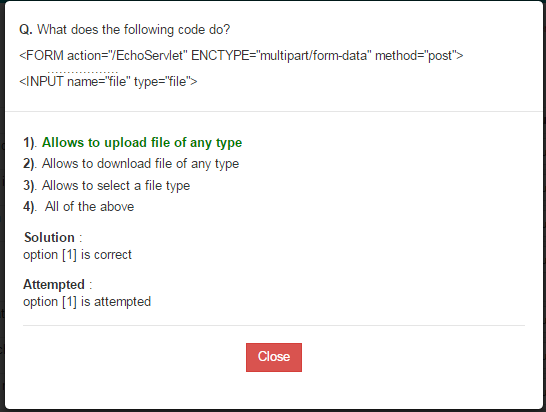 Q. What does the following code do?
<FORM action="/EchoServlet" ENCTYPE="multipart/form-data" method="post">
<INPUT name="file" type="file">
1). Allows to upload file of any type
2). Allows to download file of any type
3). Allows to select a file type
4). All of the above
Solution :
option [1] is correct
Attempted :
option [1] is attempted
Close